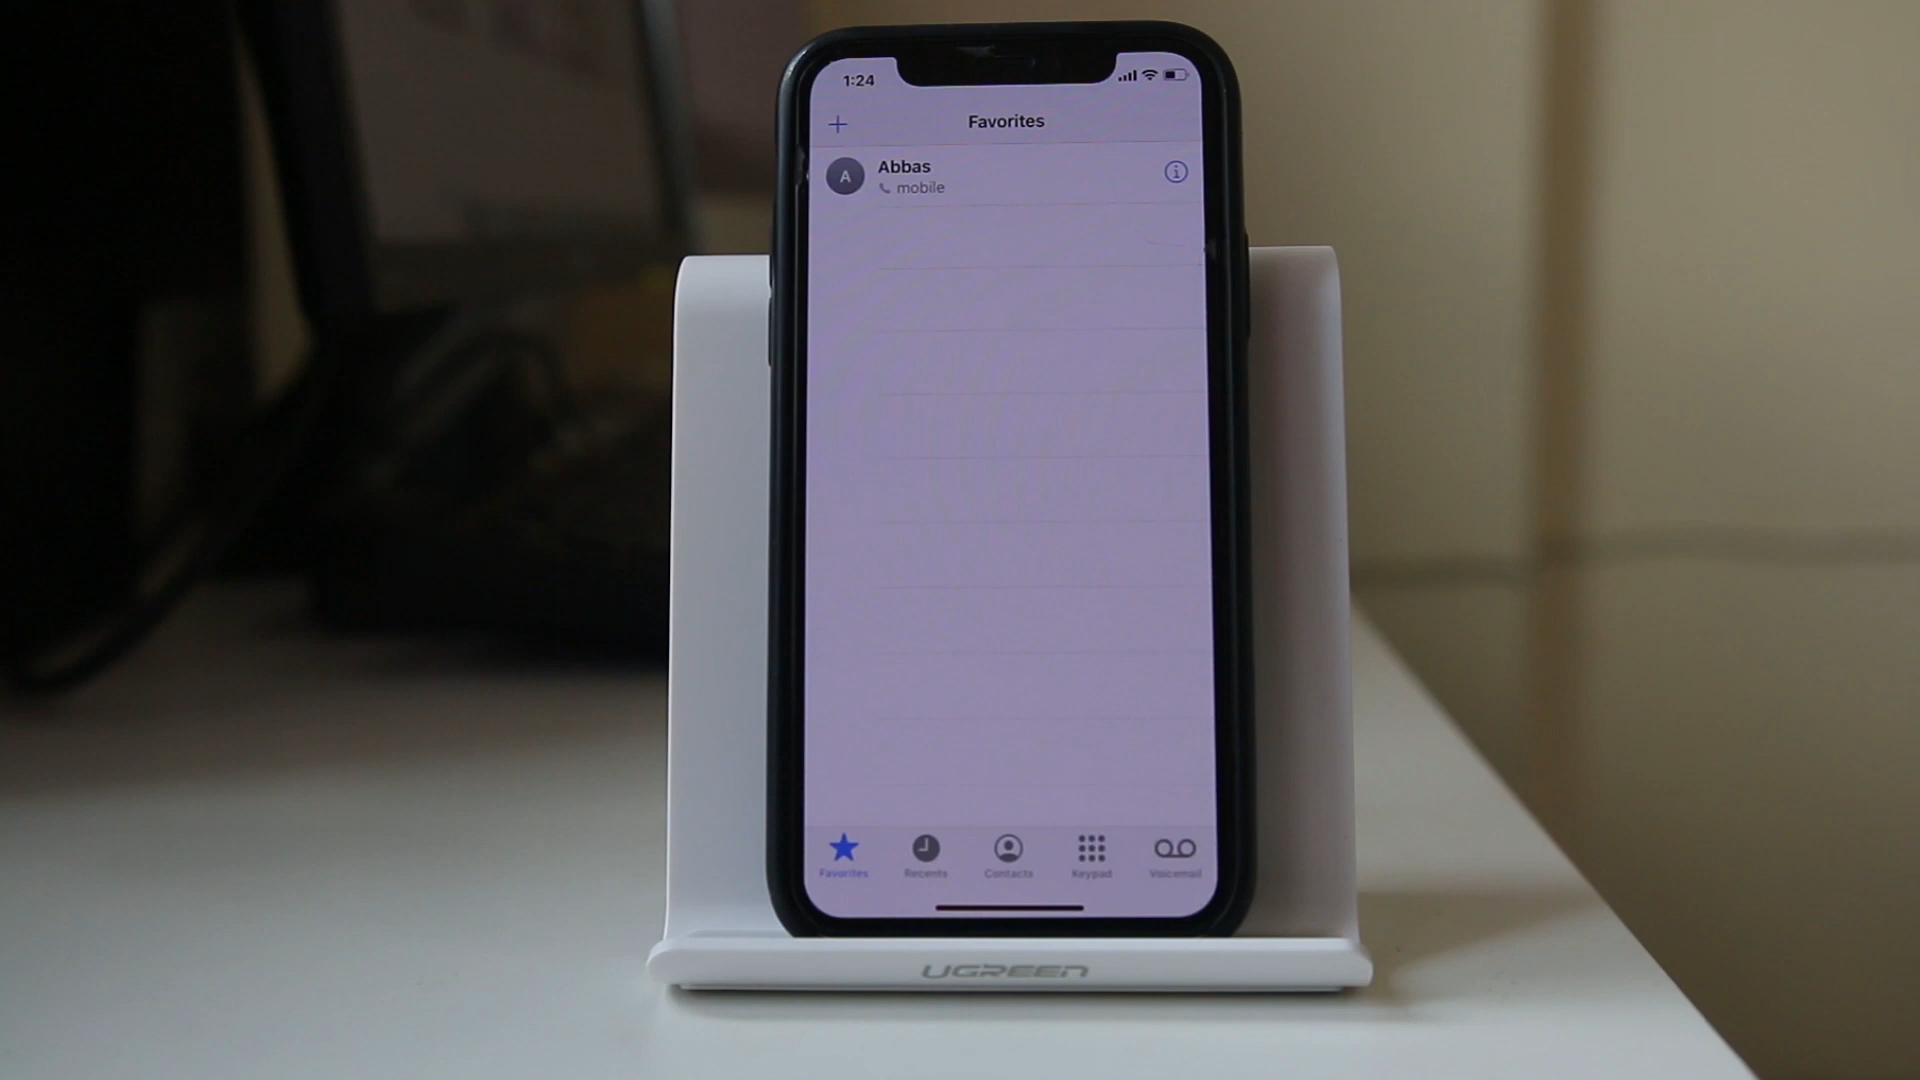 1:24
Favorites
A
Abbas
mobile
Favorites
Recents
Contacts
Keypad
Voicemail
UGREEN